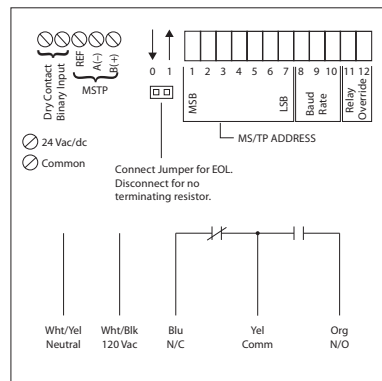 Dry Contact
Binary Input
REF
A(−)
B(+)
MSTP
24 Vac/dc
Common
0 1
1 2 3 4 5 6 7 8 9 10 11 12
MSB
LSB
Baud
Rate
Relay
Override
MS/TP ADDRESS
Connect Jumper for EOL.
Disconnect for no
terminating resistor.
Wht/Yel
Neutral
Wht/Blk
120 Vac
Blu
N/C
Yel
Comm
Org
N/O